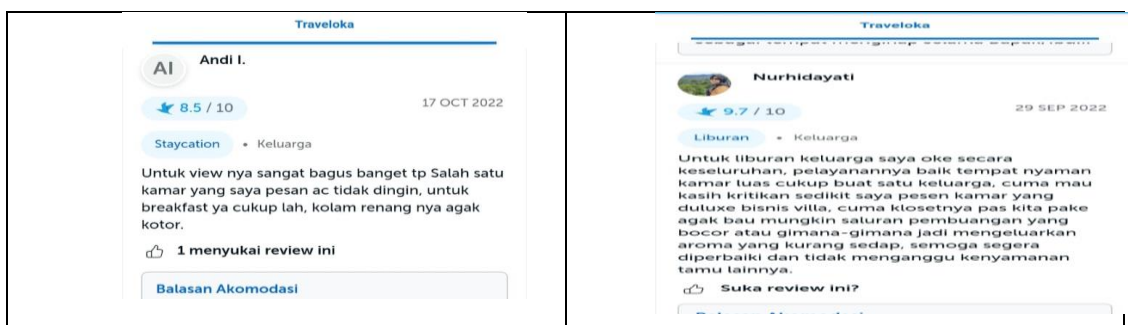 Traveloka
AI
Andi I.
8.5 / 10
17 OCT 2022
Staycation • Keluarga
Untuk view nya sangat bagus banget tp Salah satu
kamar yang saya pesan ac tidak dingin, untuk
breakfast ya cukup lah, kolam renang nya agak
kotor.
1 menyukai review ini
Balasan Akomodasi
Traveloka
Nurhidayati
9.7 / 10
29 SEP 2022
Liburan • Keluarga
Untuk liburan keluarga saya oke secara
keseluruhan, pelayanannya baik tempat nyaman
kamar luas cukup buat satu keluarga, cuma mau
kasih kritikan sedikit saya pesen kamar yang
duluxe bisnis villa, cuma klosetnya pas kita pake
agak bau mungkin saluran pembuangan yang
bocor atau gimana-gimana jadi mengeluarkan
aroma yang kurang sedap, semoga segera
diperbaiki dan tidak menganggu kenyamanan
tamu lainnya.
Suka review ini?